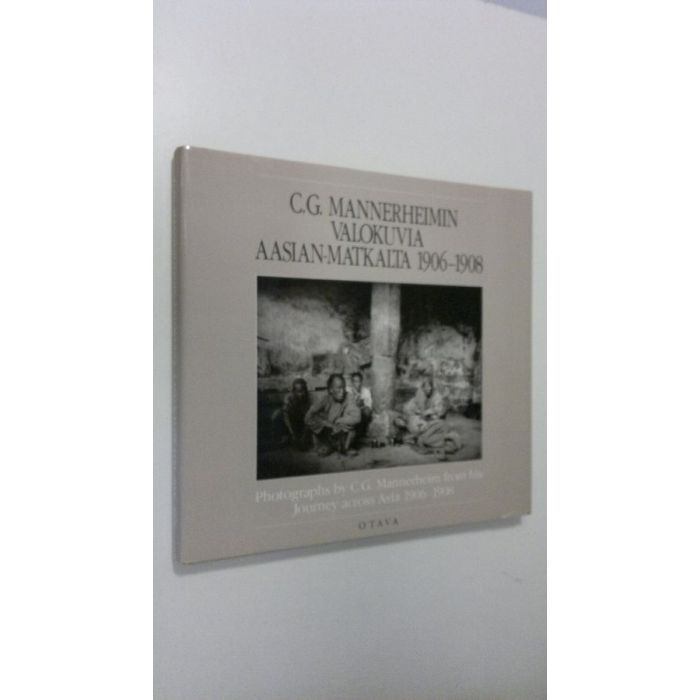 C.G. MANNERHEIMIN
VALOKUVIA
AASIAN-MATKALTA 1906–1908
Photographs by C.G. Mannerheim from his
Journey across Asia 1906–1908
OTAVA